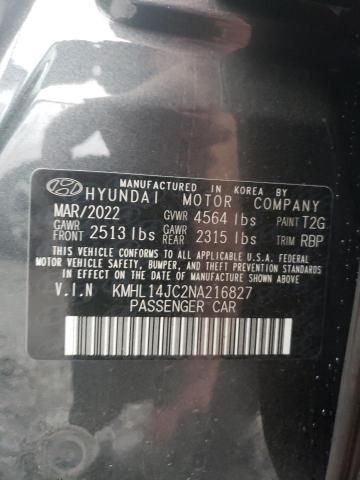 MANUFACTURED IN KOREA BY
HYUNDAI MOTOR COMPANY
MAR/2022 GVWR 4564 lbs PAINT T2G
GAWR FRONT 2513 lbs GAWR REAR 2315 lbs TRIM RBP
THIS VEHICLE CONFORMS TO ALL APPLICABLE U.S.A. FEDERAL
MOTOR VEHICLE SAFETY, BUMPER, AND THEFT PREVENTION
STANDARDS IN EFFECT ON THE DATE OF MANUFACTURE SHOWN ABOVE.
V.I.N KMHL14JC2NA216827
PASSENGER CAR